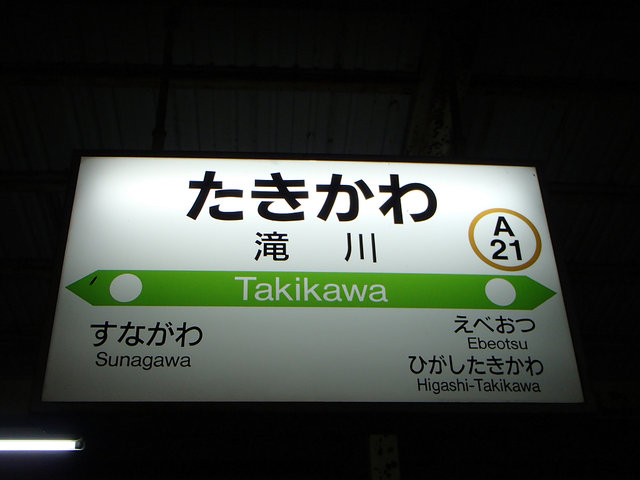 たきかわ
滝川
A
21
Takikawa
すながわ
Sunagawa
えべおつ
Ebeotsu
ひがしたきかわ
Higashi-Takikawa